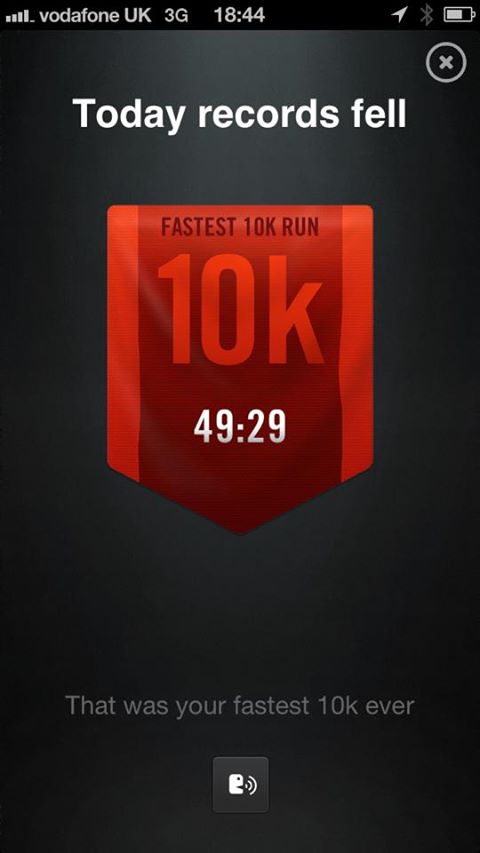 vodafone UK 3G 18:44
Today records fell
FASTEST 10K RUN
10k
49:29
That was your fastest 10k ever